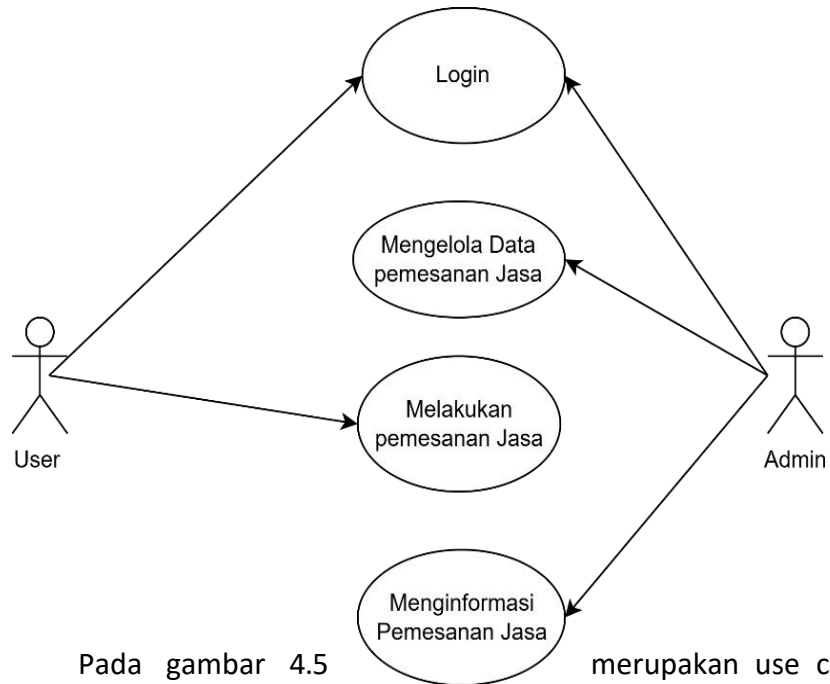 Login
Mengelola Data
pemesanan Jasa
Melakukan
pemesanan Jasa
User
Admin
Menginformasi
Pemesanan Jasa
Pada gambar 4.5 merupakan use c